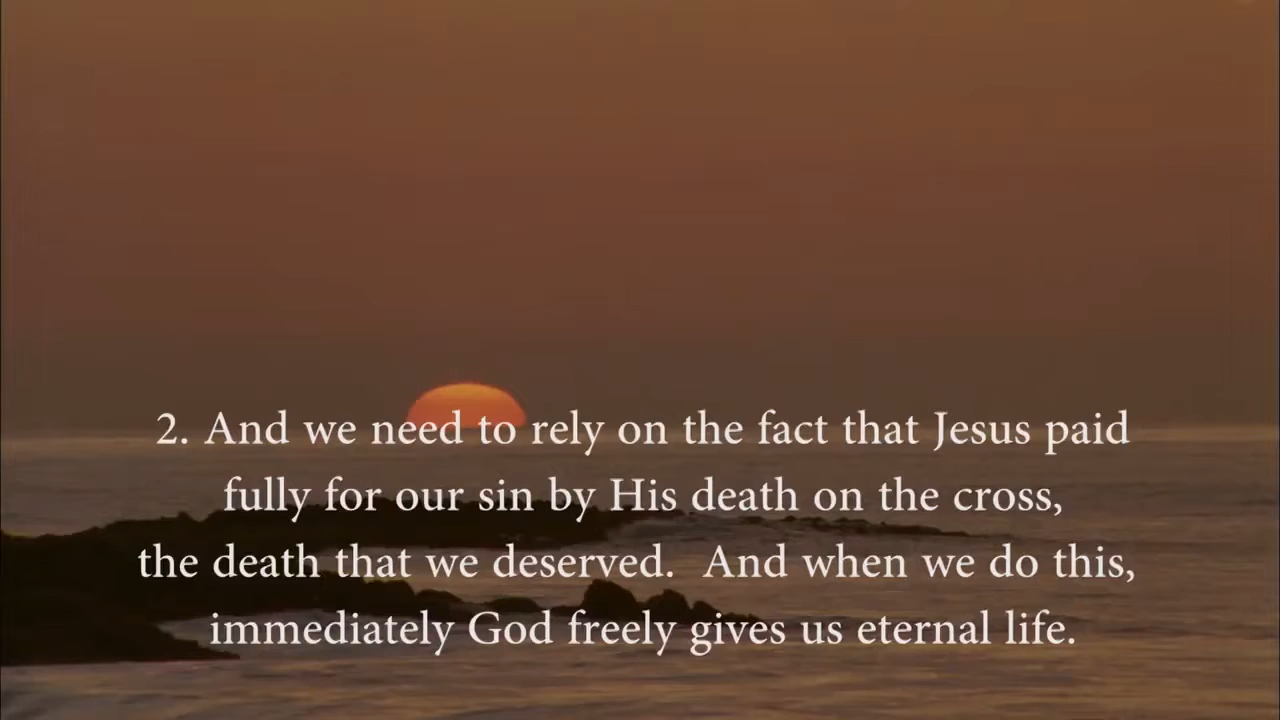 2. And we need to rely on the fact that Jesus paid
fully for our sin by His death on the cross,
the death that we deserved.  And when we do this,
immediately God freely gives us eternal life.